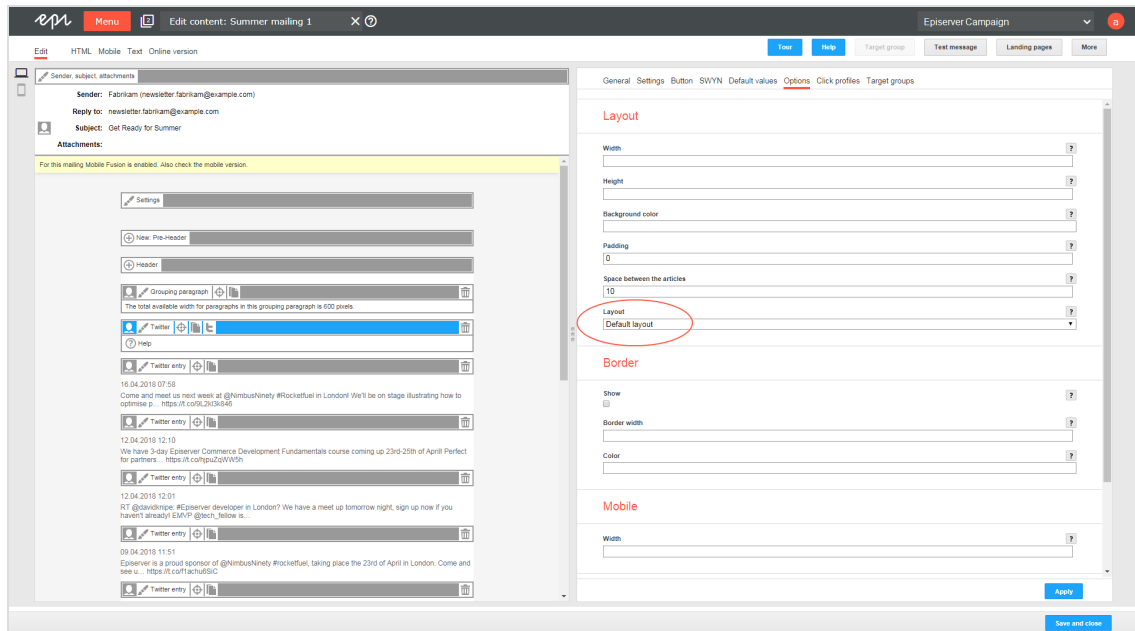 epi Menu 2 Edit content: Summer mailing 1 X ? Episerver Campaign a
Edit HTML Mobile Text Online version Tour Help Target group Test message Landing pages More
Sender, subject, attachments
Sender: Fabrikam (newsletter.fabrikam@example.com)
Reply to: newsletter.fabrikam@example.com
Subject: Get Ready for Summer
Attachments:
For this mailing Mobile Fusion is enabled. Also check the mobile version.
Settings
New: Pre-Header
Header
Grouping paragraph
The total available width for paragraphs in this grouping paragraph is 600 pixels.
Twitter
? Help
Twitter entry
16.04.2018 07:58
Come and meet us next week at @NimbusNinety #Rocketfuel in London! We'll be on stage illustrating how to
optimise p... https://t.co/9L2kI3k846
Twitter entry
12.04.2018 12:10
We have 3-day Episerver Commerce Development Fundamentals course coming up 23rd-25th of April! Perfect
for partners... https://t.co/hjpuZqWW5h
Twitter entry
12.04.2018 12:01
RT @davidknipe: #Episerver developer in London? We have a meet up tomorrow night, sign up now if you
haven't already! EMVP @tech_fellow is...
Twitter entry
09.04.2018 11:51
Episerver is a proud sponsor of @NimbusNinety #rocketfuel, taking place the 23rd of April in London. Come and
see u... https://t.co/f1achu6SiC
Twitter entry
General Settings Button SWYN Default values Options Click profiles Target groups
Layout
Width ?
Height ?
Background color ?
Padding ?
0
Space between the articles ?
10
Layout ?
Default layout
Border
Show ?
Border width ?
Color ?
Mobile
Width ?
Apply
Save and close